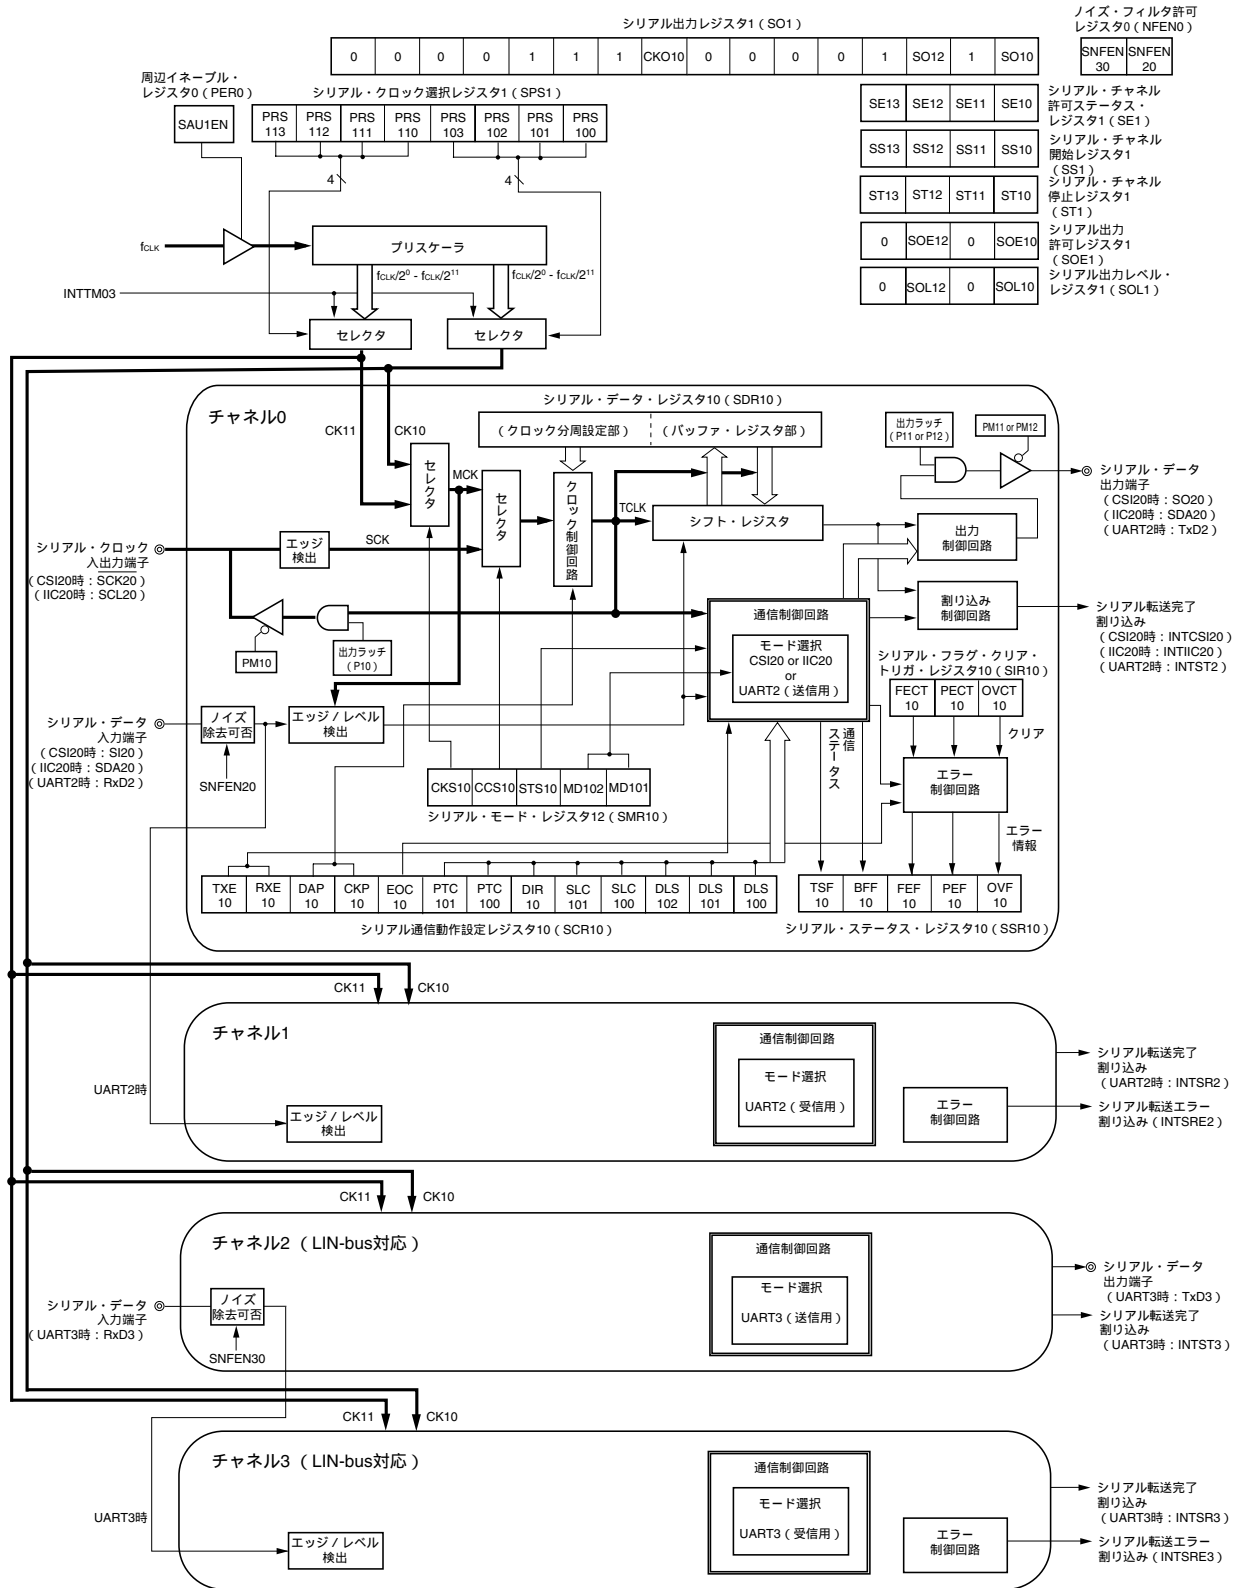 シリアル出力レジスタ1（SO1）
0 0 0 0 1 1 1 CKO10 0 0 0 0 1 SO12 1 SO10
ノイズ・フィルタ許可
レジスタ0（NFEN0）
SNFEN SNFEN
30 20
周辺イネーブル・
レジスタ0（PER0）
SAU1EN
シリアル・クロック選択レジスタ1（SPS1）
PRS PRS PRS PRS PRS PRS PRS PRS
113 112 111 110 103 102 101 100
4
4
SE13 SE12 SE11 SE10
シリアル・チャネル
許可ステータス・
レジスタ1（SE1）
SS13 SS12 SS11 SS10
シリアル・チャネル
開始レジスタ1
（SS1）
ST13 ST12 ST11 ST10
シリアル・チャネル
停止レジスタ1
（ST1）
0 SOE12 0 SOE10
シリアル出力
許可レジスタ1
（SOE1）
0 SOL12 0 SOL10
シリアル出力レベル・
レジスタ1（SOL1）
fCLK
プリスケーラ
fCLK/2⁰ - fCLK/2¹¹
fCLK/2⁰ - fCLK/2¹¹
INTTM03
セレクタ
セレクタ
チャネル0
CK11
CK10
シリアル・データ・レジスタ10（SDR10）
（クロック分周設定部）
（バッファ・レジスタ部）
出力ラッチ
（P11 or P12）
PM11 or PM12
セレクタ
MCK
セレクタ
クロック制御回路
TCLK
シフト・レジスタ
出力
制御回路
シリアル・データ
出力端子
（CSI20時：SO20）
（IIC20時：SDA20）
（UART2時：TxD2）
シリアル・クロック
入出力端子
（CSI20時：SCK20）
（IIC20時：SCL20）
エッジ
検出
SCK
PM10
出力ラッチ
（P10）
通信制御回路
モード選択
CSI20 or IIC20
or
UART2（送信用）
割り込み
制御回路
シリアル転送完了
割り込み
（CSI20時：INTCSI20）
（IIC20時：INTIIC20）
（UART2時：INTST2）
シリアル・フラグ・クリア・
トリガ・レジスタ10（SIR10）
FECT PECT OVCT
10 10 10
クリア
シリアル・データ
入力端子
（CSI20時：SI20）
（IIC20時：SDA20）
（UART2時：RxD2）
ノイズ
除去可否
SNFEN20
エッジ／レベル
検出
通信
ステータス
エラー
制御回路
エラー
情報
CKS10 CCS10 STS10 MD102 MD101
シリアル・モード・レジスタ12（SMR10）
TXE RXE DAP CKP EOC PTC PTC DIR SLC SLC DLS DLS DLS
10 10 10 10 10 101 100 10 101 100 102 101 100
シリアル通信動作設定レジスタ10（SCR10）
TSF BFF FEF PEF OVF
10 10 10 10 10
シリアル・ステータス・レジスタ10（SSR10）
CK11
CK10
チャネル1
UART2時
エッジ／レベル
検出
通信制御回路
モード選択
UART2（受信用）
エラー
制御回路
シリアル転送完了
割り込み
（UART2時：INTSR2）
シリアル転送エラー
割り込み（INTSRE2）
CK11
CK10
チャネル2（LIN-bus対応）
シリアル・データ
入力端子
（UART3時：RxD3）
ノイズ
除去可否
SNFEN30
通信制御回路
モード選択
UART3（送信用）
シリアル・データ
出力端子
（UART3時：TxD3）
シリアル転送完了
割り込み
（UART3時：INTST3）
CK11
CK10
チャネル3（LIN-bus対応）
UART3時
エッジ／レベル
検出
通信制御回路
モード選択
UART3（受信用）
エラー
制御回路
シリアル転送完了
割り込み
（UART3時：INTSR3）
シリアル転送エラー
割り込み（INTSRE3）